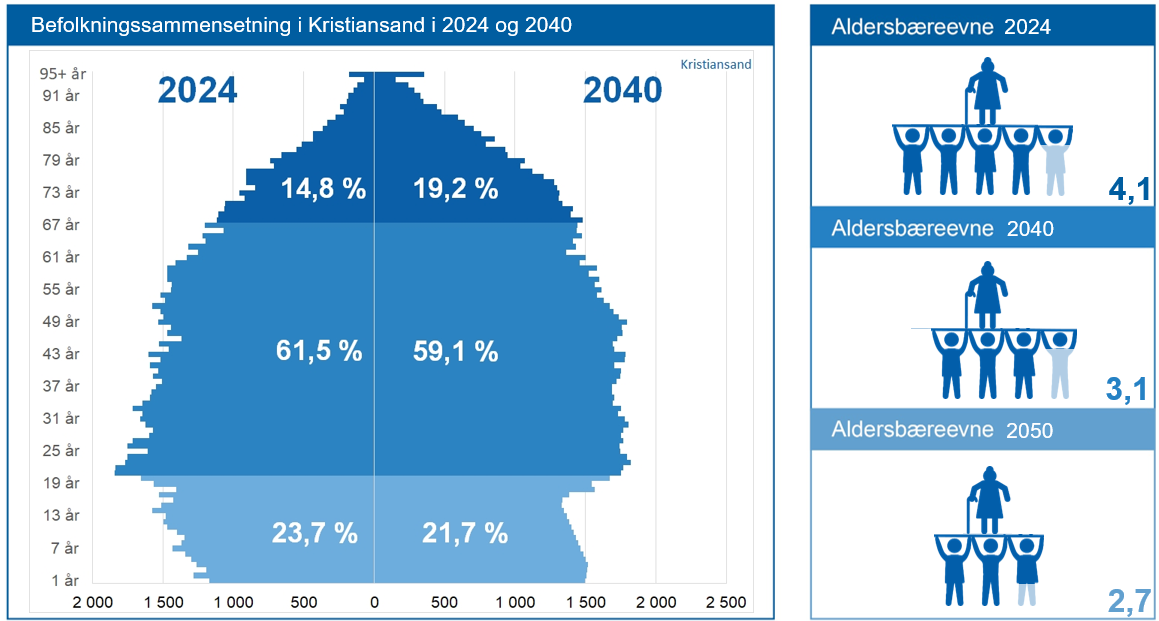 Befolkningssammensetning i Kristiansand i 2024 og 2040
Kristiansand
2024
2040
95+ år
91 år
85 år
79 år
73 år
67 år
61 år
55 år
49 år
43 år
37 år
31 år
25 år
19 år
13 år
7 år
1 år
14,8 %
19,2 %
61,5 %
59,1 %
23,7 %
21,7 %
2 000
1 500
1 000
500
0
500
1 000
1 500
2 000
2 500
Aldersbæreevne 2024
4,1
Aldersbæreevne 2040
3,1
Aldersbæreevne 2050
2,7